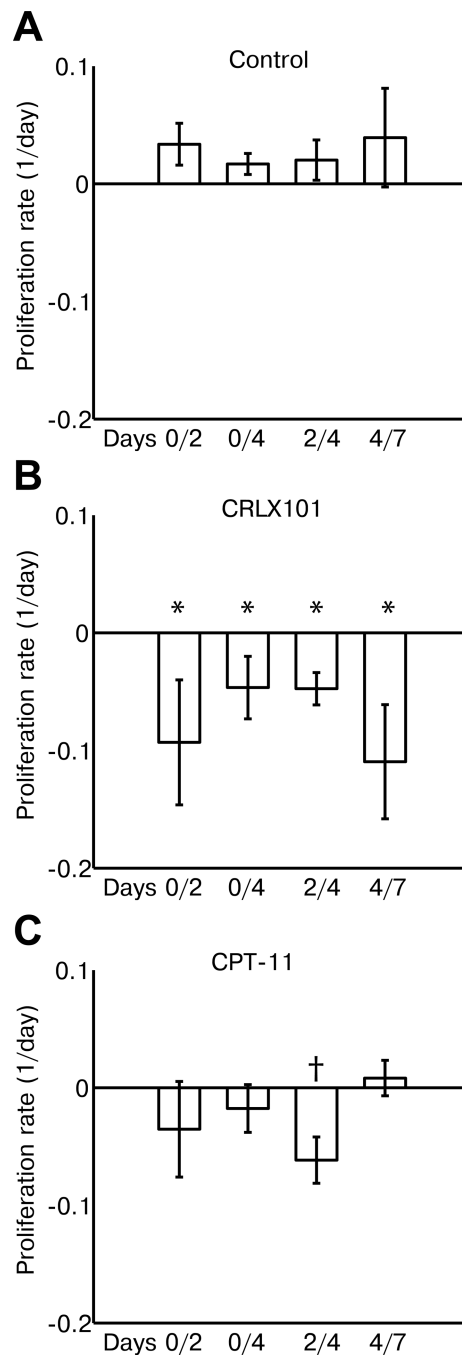 A
Control
Proliferation rate (1/day)
0.1
0
-0.1
-0.2
Days 0/2 0/4 2/4 4/7
B
CRLX101
Proliferation rate (1/day)
0.1
* * * *
0
-0.1
-0.2
Days 0/2 0/4 2/4 4/7
C
CPT-11
Proliferation rate (1/day)
0.1
†
0
-0.1
-0.2
Days 0/2 0/4 2/4 4/7